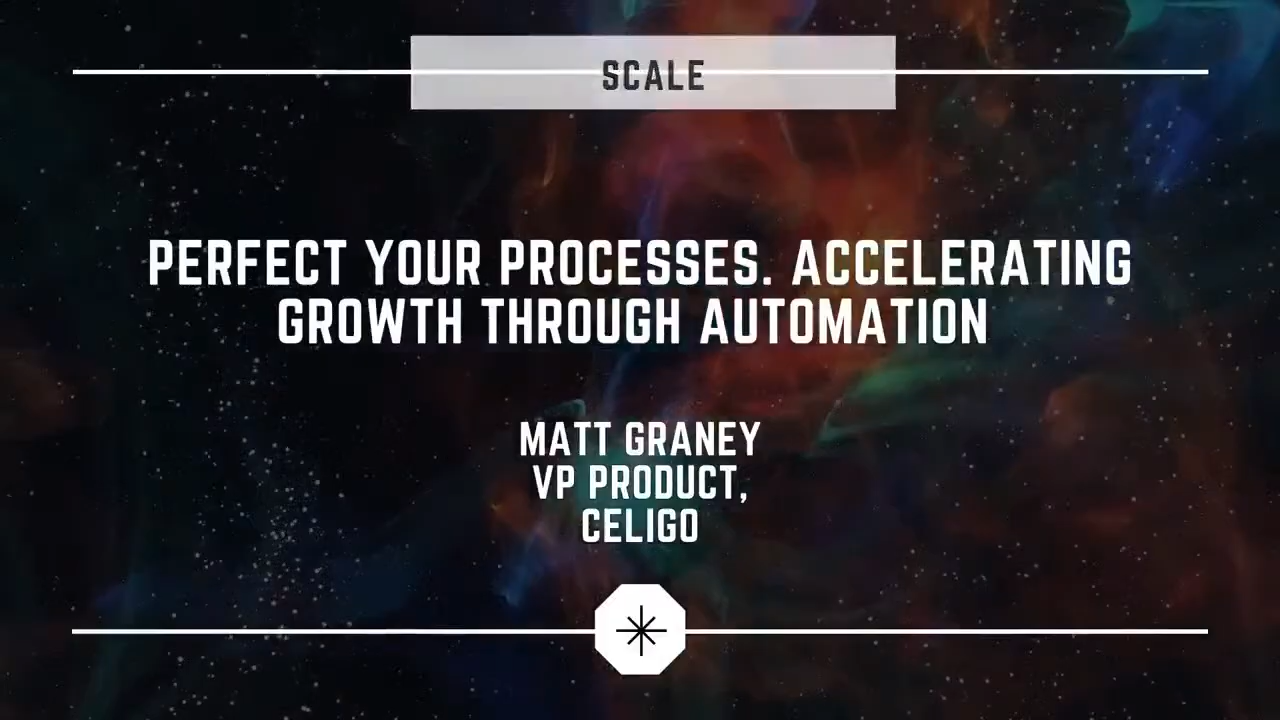 SCALE
PERFECT YOUR PROCESSES. ACCELERATING
GROWTH THROUGH AUTOMATION
MATT GRANEY
VP PRODUCT,
CELIGO